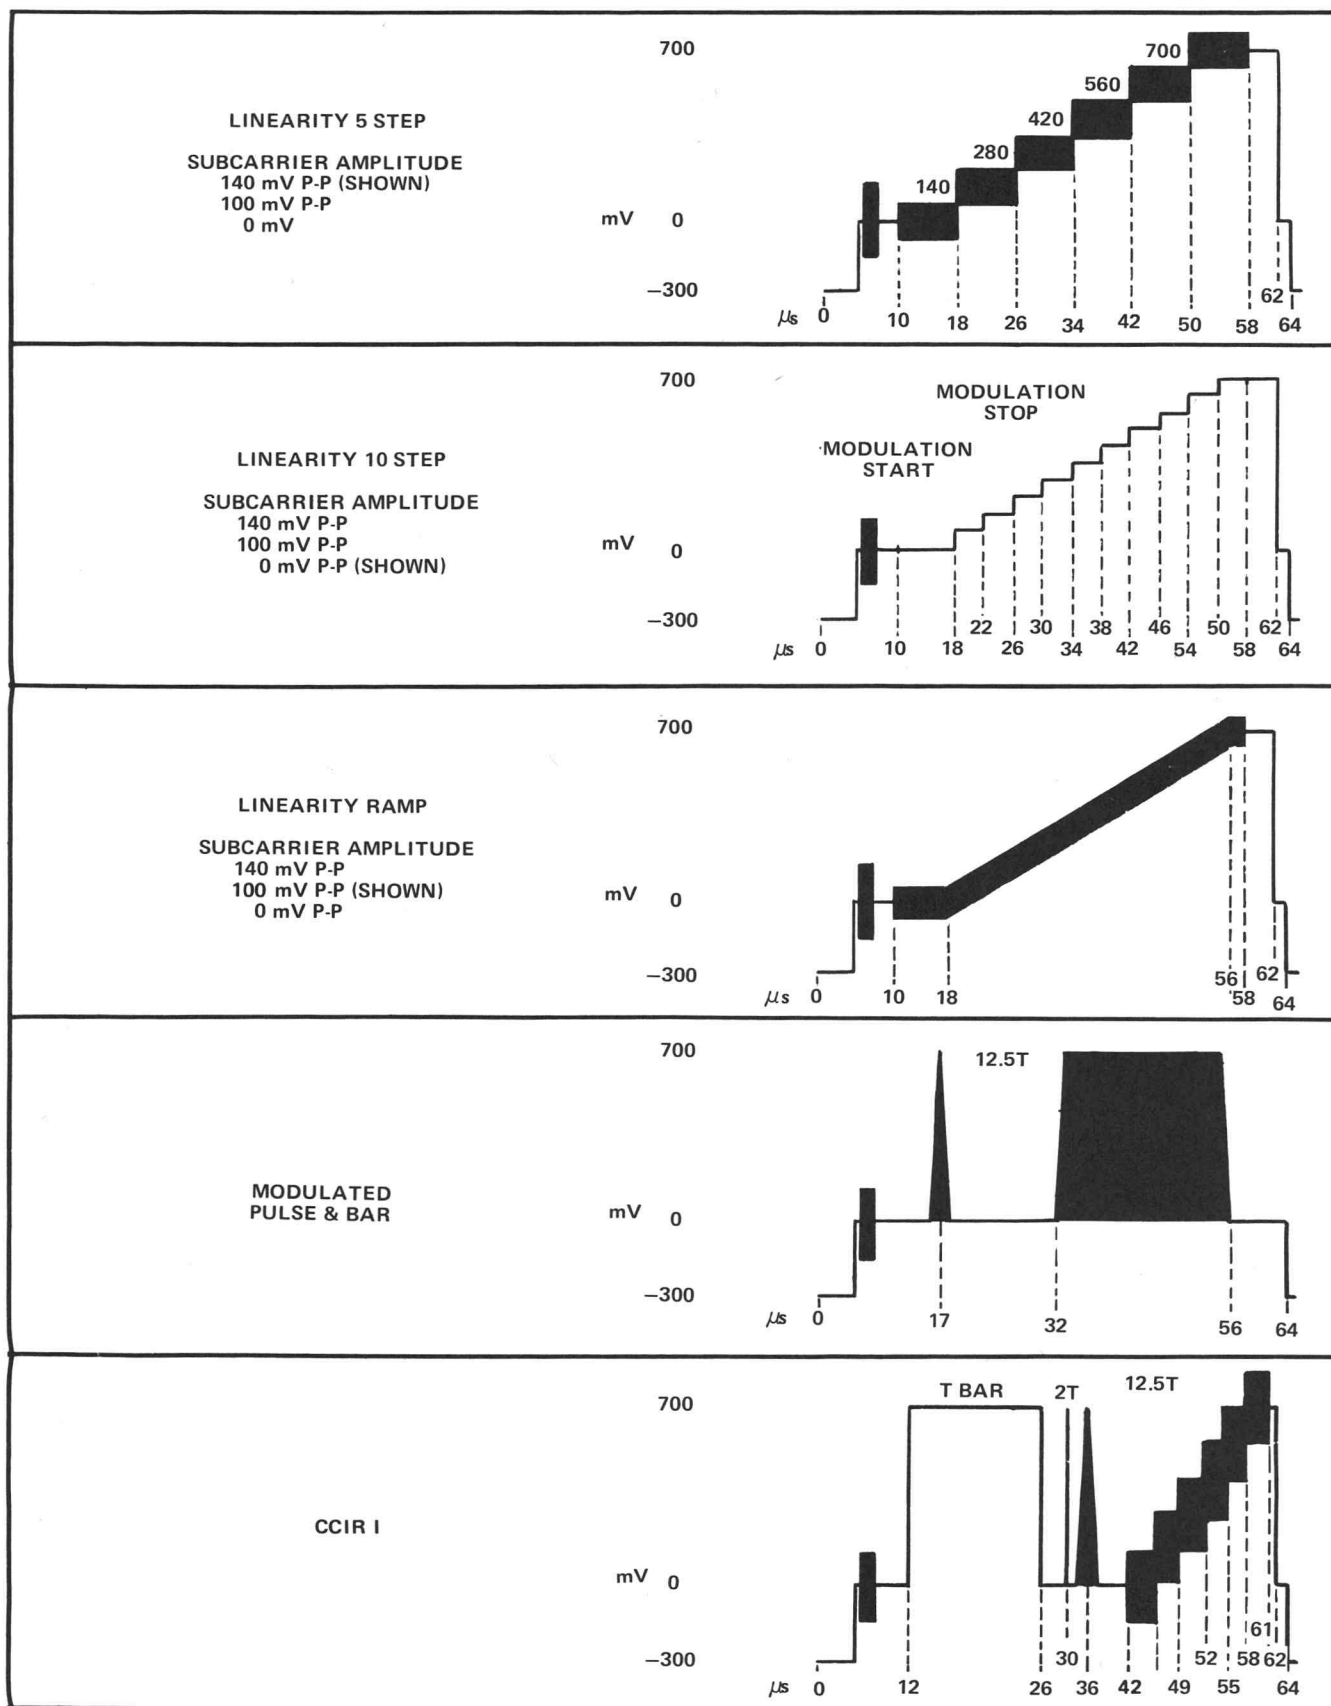 LINEARITY 5 STEP
SUBCARRIER AMPLITUDE
140 mV P-P (SHOWN)
100 mV P-P
0 mV
700
mV 0
−300
140
280
420
560
700
μs 0 10 18 26 34 42 50 58 62 64
LINEARITY 10 STEP
SUBCARRIER AMPLITUDE
140 mV P-P
100 mV P-P
0 mV P-P (SHOWN)
700
mV 0
−300
MODULATION
STOP
MODULATION
START
22 30 38 46 50 62
μs 0 10 18 26 34 42 54 58 64
LINEARITY RAMP
SUBCARRIER AMPLITUDE
140 mV P-P
100 mV P-P (SHOWN)
0 mV P-P
700
mV 0
−300
56 62
μs 0 10 18 58 64
MODULATED
PULSE & BAR
700
mV 0
−300
12.5T
μs 0 17 32 56 64
CCIR I
700
mV 0
−300
T BAR 2T 12.5T
61
30 52 58 62
μs 0 12 26 36 42 49 55 64